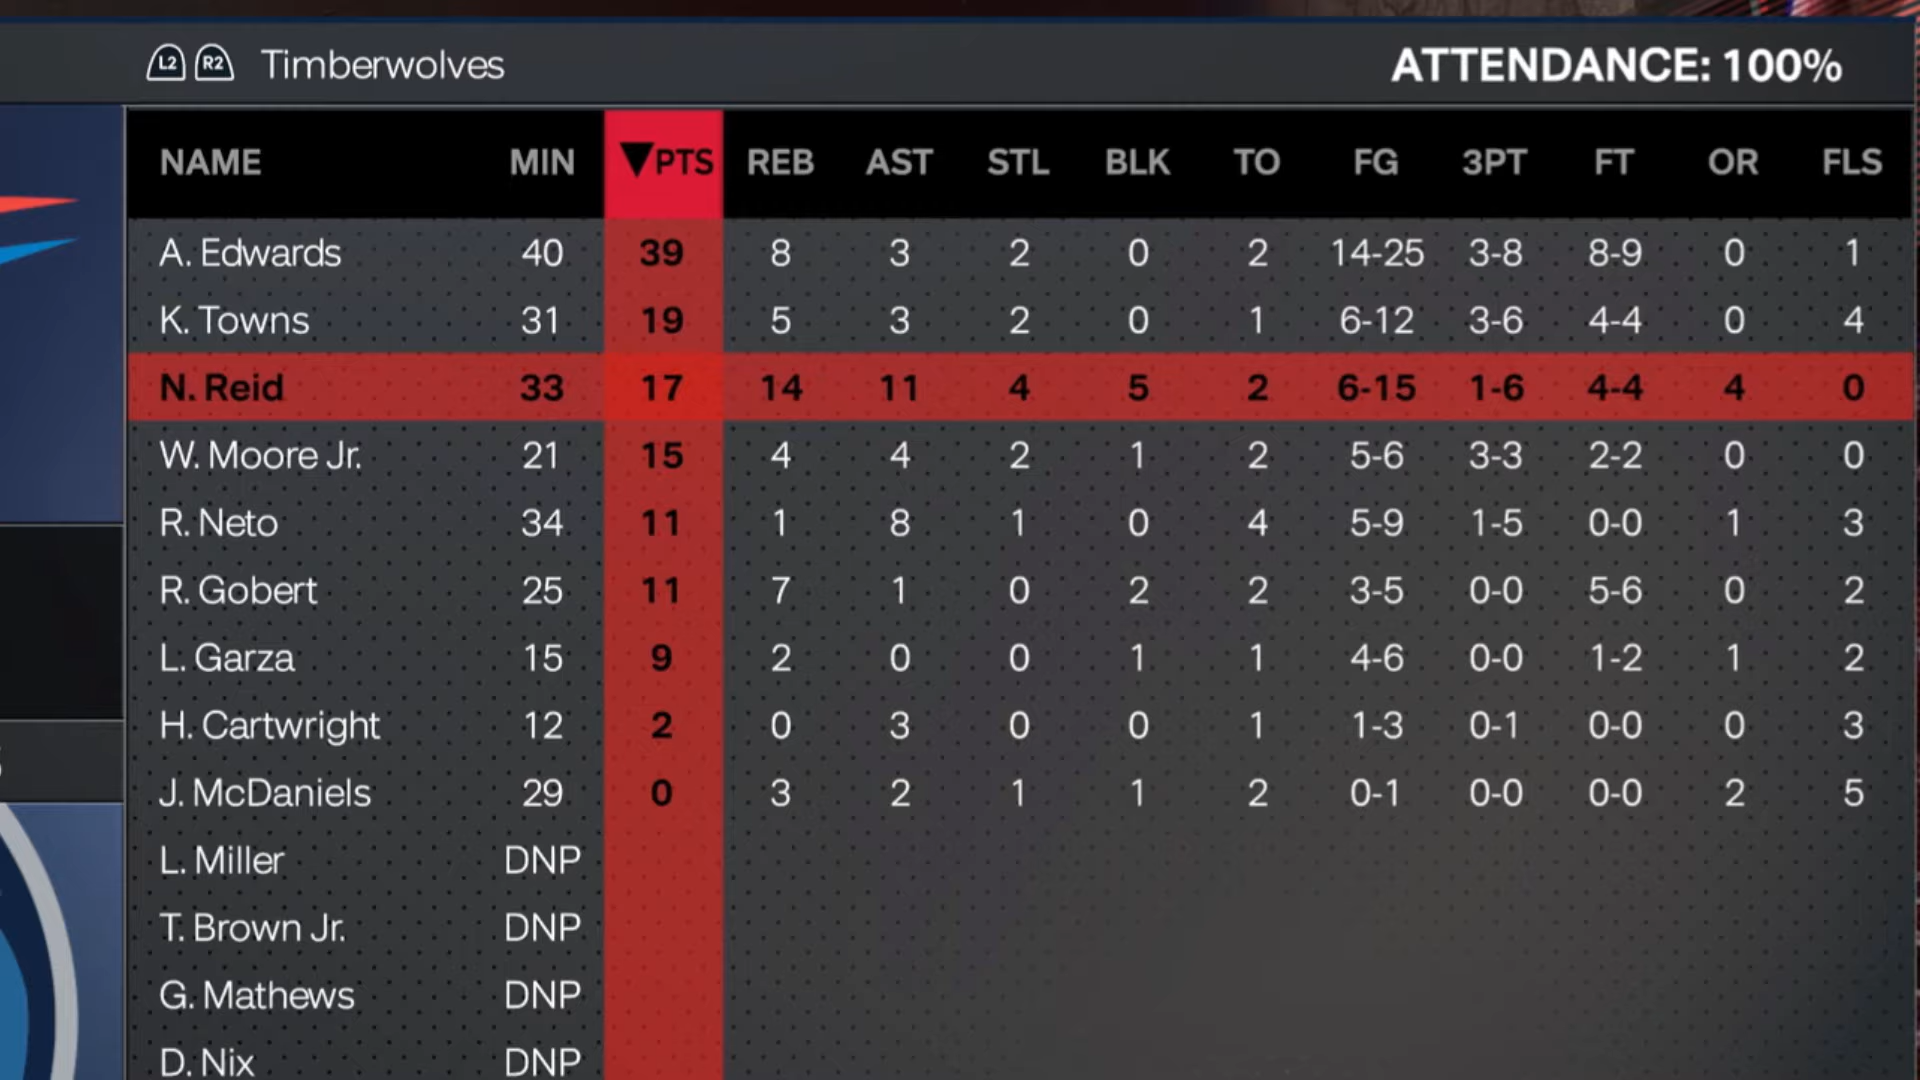 L2 R2 Timberwolves ATTENDANCE: 100%
NAME MIN ▼PTS REB AST STL BLK TO FG 3PT FT OR FLS
A. Edwards 40 39 8 3 2 0 2 14-25 3-8 8-9 0 1
K. Towns 31 19 5 3 2 0 1 6-12 3-6 4-4 0 4
N. Reid 33 17 14 11 4 5 2 6-15 1-6 4-4 4 0
W. Moore Jr. 21 15 4 4 2 1 2 5-6 3-3 2-2 0 0
R. Neto 34 11 1 8 1 0 4 5-9 1-5 0-0 1 3
R. Gobert 25 11 7 1 0 2 2 3-5 0-0 5-6 0 2
L. Garza 15 9 2 0 0 1 1 4-6 0-0 1-2 1 2
H. Cartwright 12 2 0 3 0 0 1 1-3 0-1 0-0 0 3
J. McDaniels 29 0 3 2 1 1 2 0-1 0-0 0-0 2 5
L. Miller DNP
T. Brown Jr. DNP
G. Mathews DNP
D. Nix DNP